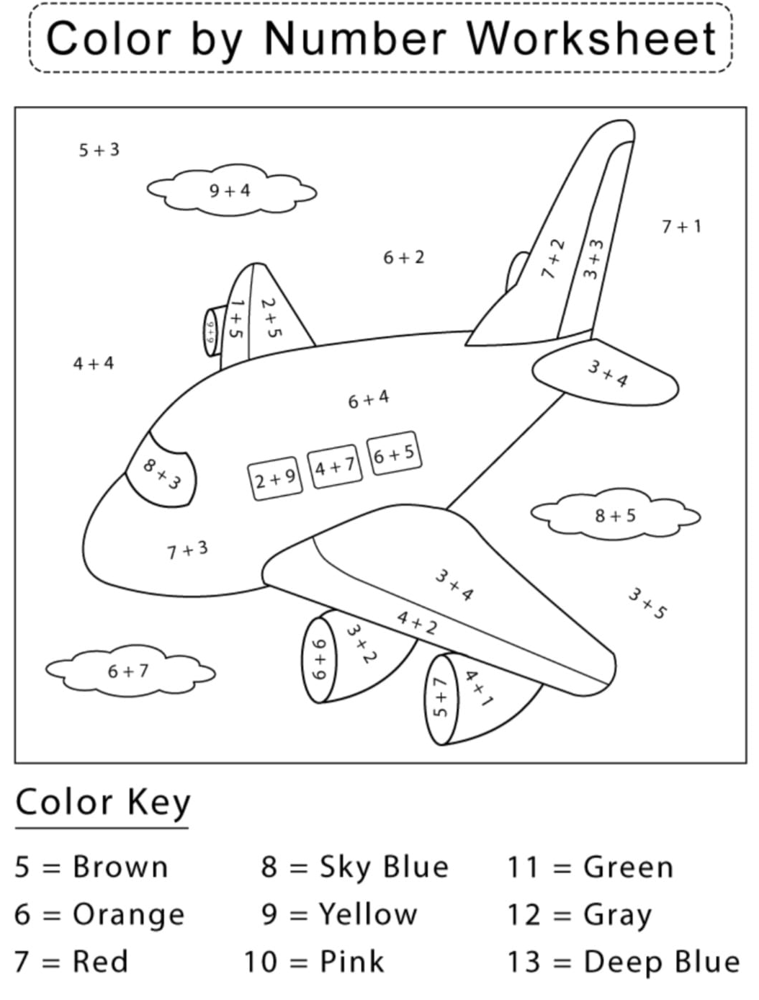 Color by Number Worksheet
5 + 3
9 + 4
7 + 1
6 + 2
7 + 2
3 + 3
1 + 5
2 + 5
6+6
4 + 4
3 + 4
6 + 4
8 + 3
2 + 9
4 + 7
6 + 5
8 + 5
7 + 3
3 + 4
3 + 5
4 + 2
6 + 7
6 + 6
3 + 2
5 + 7
4 + 1
Color Key
5 = Brown 8 = Sky Blue 11 = Green
6 = Orange 9 = Yellow 12 = Gray
7 = Red 10 = Pink 13 = Deep Blue